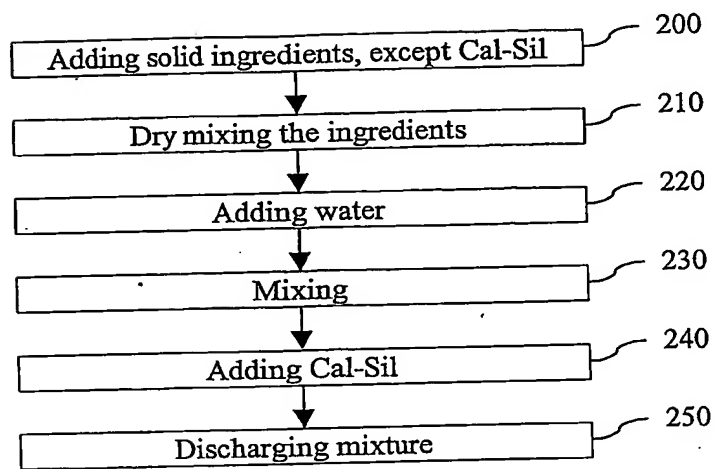 200
Adding solid ingredients, except Cal-Sil
210
Dry mixing the ingredients
220
Adding water
230
Mixing
240
Adding Cal-Sil
250
Discharging mixture